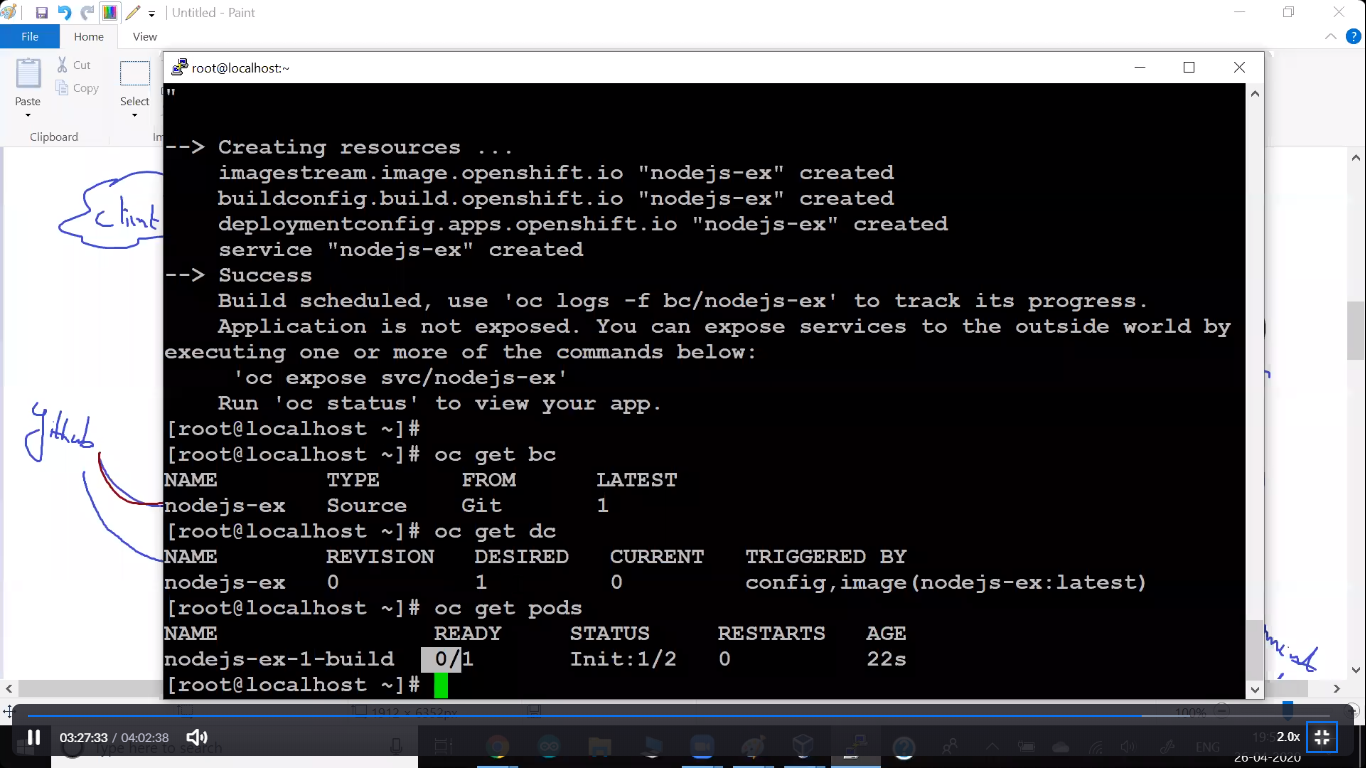 Untitled - Paint
File Home View
Cut
Copy
Paste
Select
Clipboard
root@localhost:~
"
--> Creating resources ...
imagestream.image.openshift.io "nodejs-ex" created
buildconfig.build.openshift.io "nodejs-ex" created
deploymentconfig.apps.openshift.io "nodejs-ex" created
service "nodejs-ex" created
--> Success
Build scheduled, use 'oc logs -f bc/nodejs-ex' to track its progress.
Application is not exposed. You can expose services to the outside world by
executing one or more of the commands below:
'oc expose svc/nodejs-ex'
Run 'oc status' to view your app.
[root@localhost ~]#
[root@localhost ~]# oc get bc
NAME TYPE FROM LATEST
nodejs-ex Source Git 1
[root@localhost ~]# oc get dc
NAME REVISION DESIRED CURRENT TRIGGERED BY
nodejs-ex 0 1 0 config,image(nodejs-ex:latest)
[root@localhost ~]# oc get pods
NAME READY STATUS RESTARTS AGE
nodejs-ex-1-build 0/1 Init:1/2 0 22s
[root@localhost ~]#
client
github
1912 × 6352px
100%
03:27:33 / 04:02:38
2.0x
Type here to search
ENG
26-04-2020